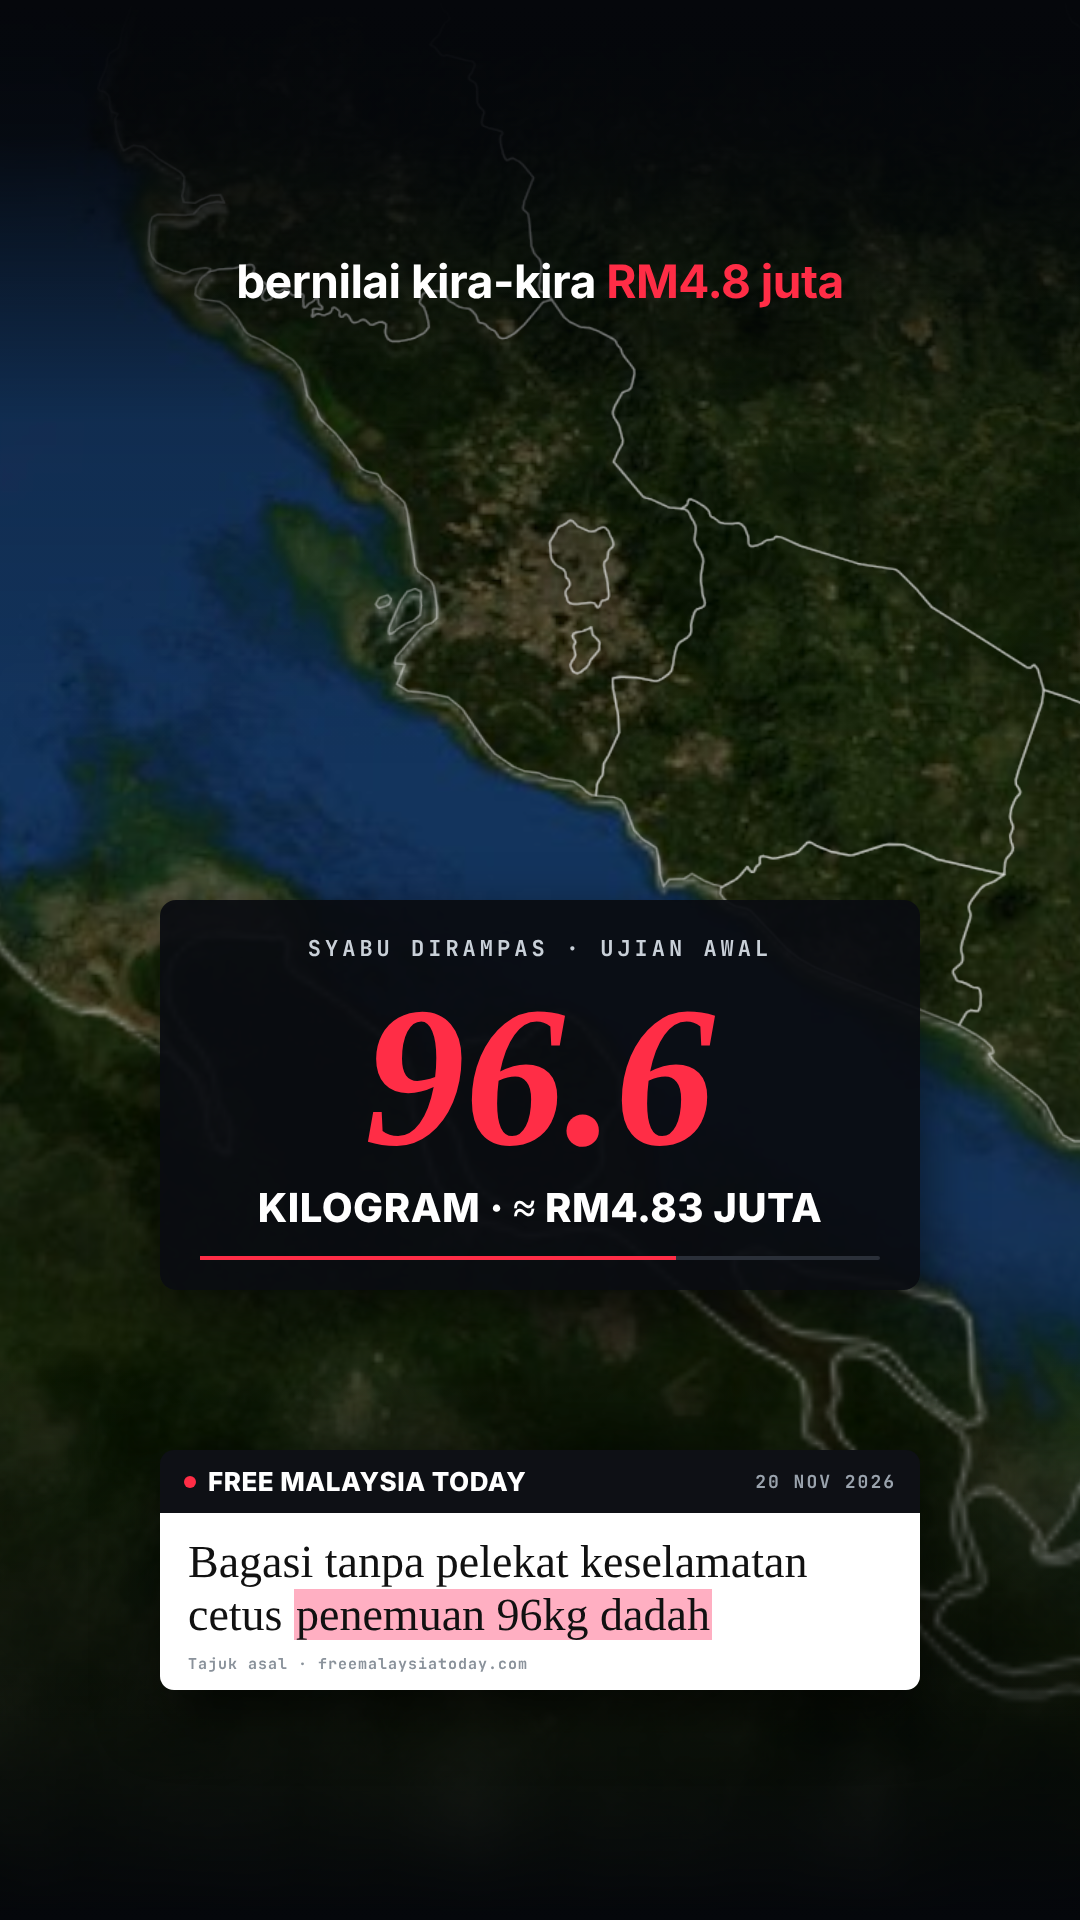 bernilai kira-kira RM4.8 juta
SYABU DIRAMPAS · UJIAN AWAL
96.6
KILOGRAM · ≈ RM4.83 JUTA
FREE MALAYSIA TODAY
20 NOV 2026
Bagasi tanpa pelekat keselamatan
cetus penemuan 96kg dadah
Tajuk asal · freemalaysiatoday.com